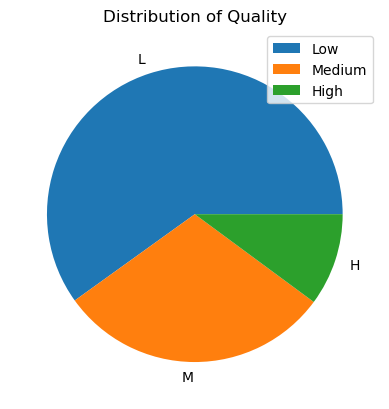 Distribution of Quality
L
Low
Medium
High
H
M